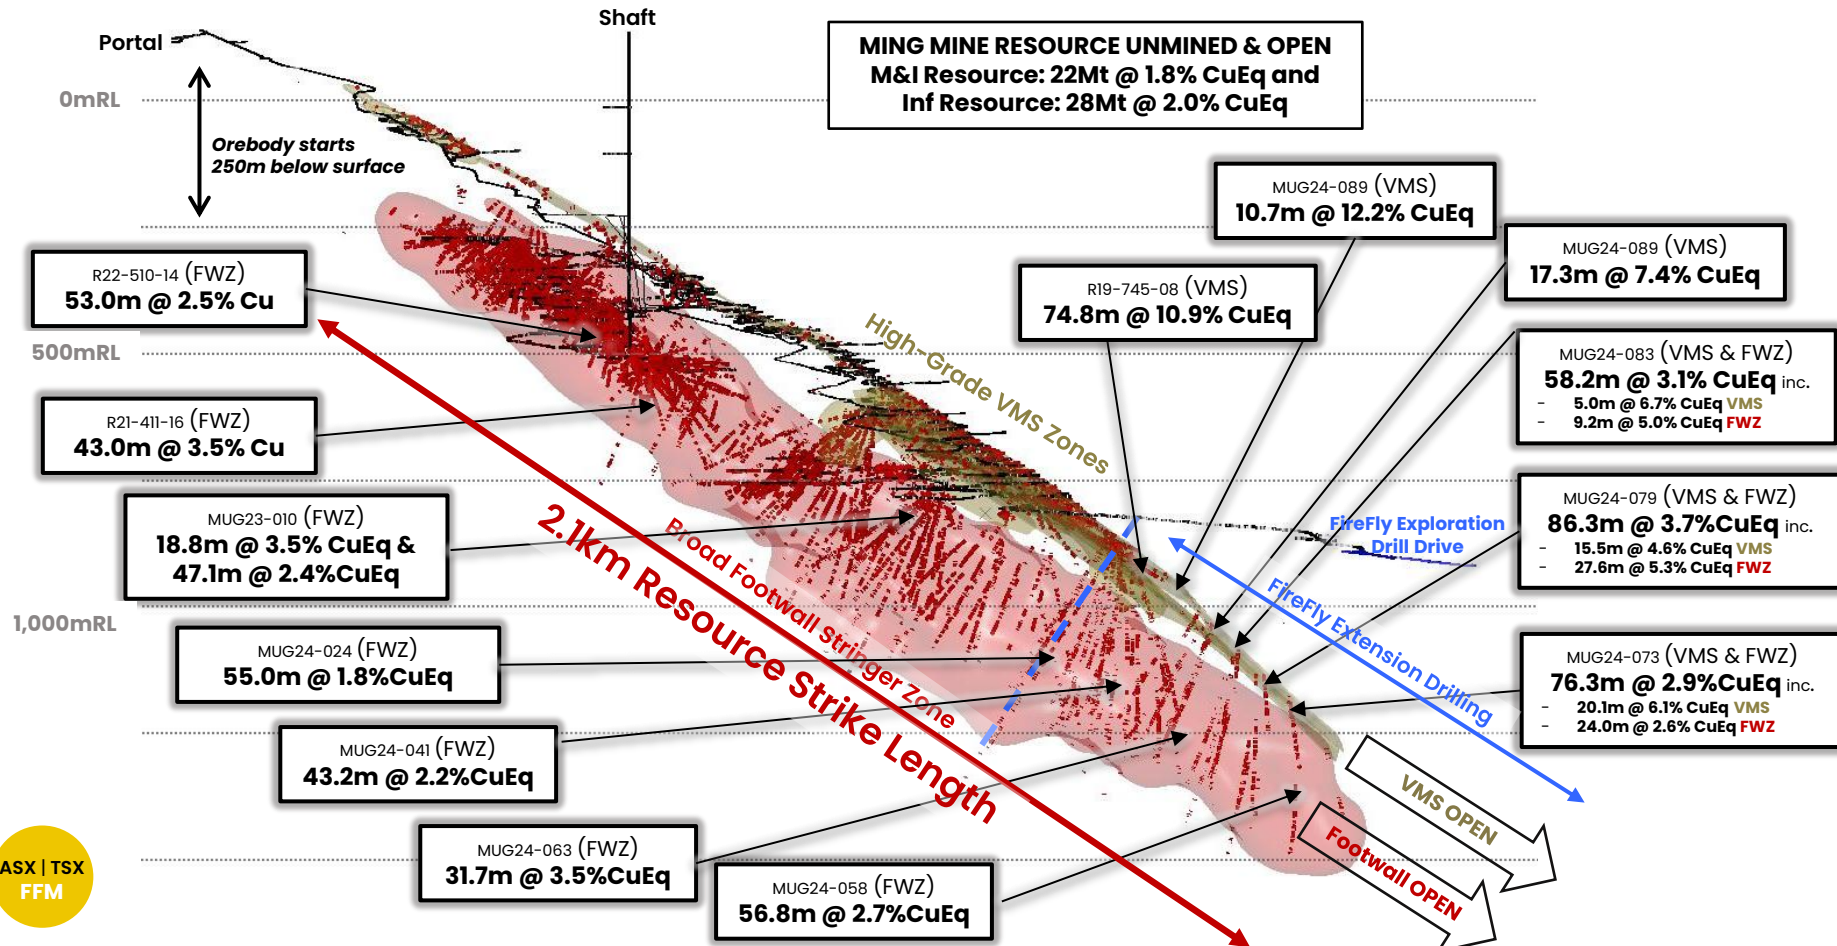 Portal
Shaft
MING MINE RESOURCE UNMINED & OPEN
M&I Resource: 22Mt @ 1.8% CuEq and
Inf Resource: 28Mt @ 2.0% CuEq
0mRL
Orebody starts
250m below surface
MUG24-089 (VMS)
10.7m @ 12.2% CuEq
MUG24-089 (VMS)
17.3m @ 7.4% CuEq
R22-510-14 (FWZ)
53.0m @ 2.5% Cu
R19-745-08 (VMS)
74.8m @ 10.9% CuEq
500mRL
High-Grade VMS Zones
MUG24-083 (VMS & FWZ)
58.2m @ 3.1% CuEq inc.
- 5.0m @ 6.7% CuEq VMS
- 9.2m @ 5.0% CuEq FWZ
R21-411-16 (FWZ)
43.0m @ 3.5% Cu
MUG24-079 (VMS & FWZ)
86.3m @ 3.7%CuEq inc.
- 15.5m @ 4.6% CuEq VMS
- 27.6m @ 5.3% CuEq FWZ
MUG23-010 (FWZ)
18.8m @ 3.5% CuEq &
47.1m @ 2.4%CuEq
FireFly Exploration
Drill Drive
Broad Footwall Stringer Zone
2.1km Resource Strike Length
FireFly Extension Drilling
1,000mRL
MUG24-024 (FWZ)
55.0m @ 1.8%CuEq
MUG24-073 (VMS & FWZ)
76.3m @ 2.9%CuEq inc.
- 20.1m @ 6.1% CuEq VMS
- 24.0m @ 2.6% CuEq FWZ
MUG24-041 (FWZ)
43.2m @ 2.2%CuEq
VMS OPEN
Footwall OPEN
MUG24-063 (FWZ)
31.7m @ 3.5%CuEq
MUG24-058 (FWZ)
56.8m @ 2.7%CuEq
ASX | TSX
FFM